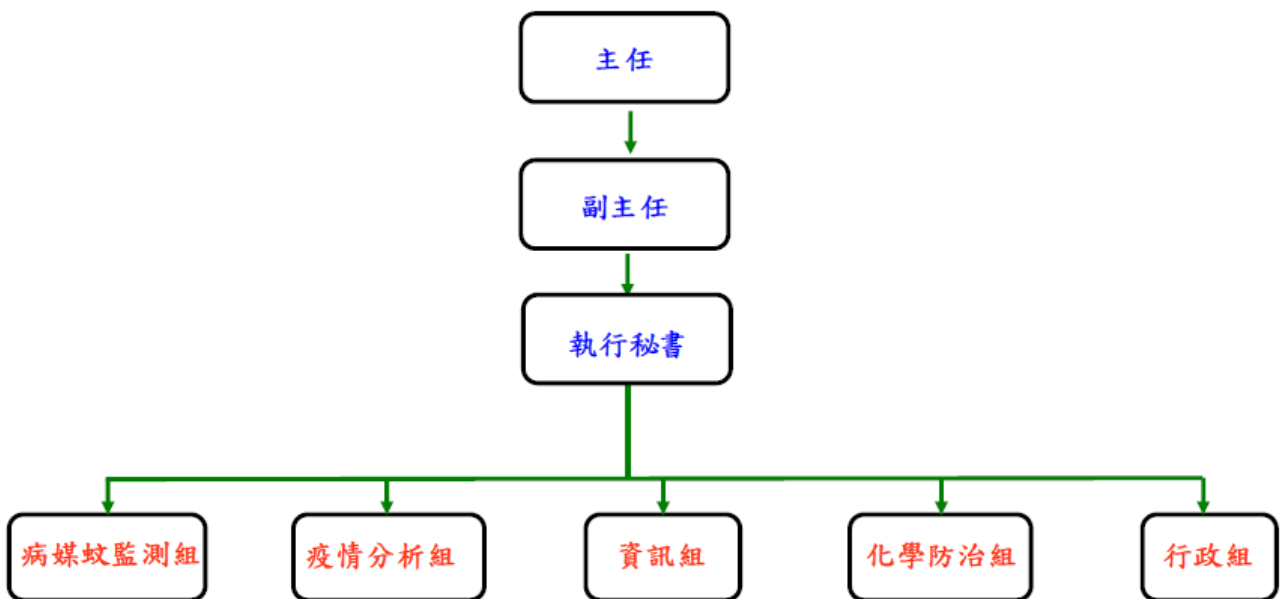 主任
副主任
執行秘書
病媒蚊監測組
疫情分析組
資訊組
化學防治組
行政組